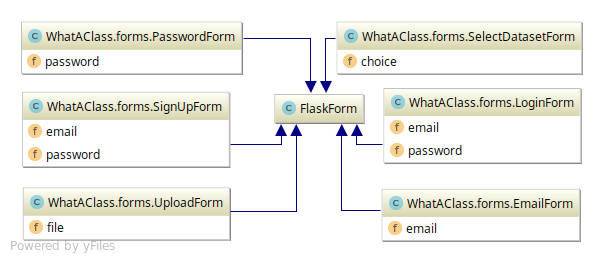 C WhatAClass.forms.PasswordForm
f password
C WhatAClass.forms.SelectDatasetForm
f choice
C WhatAClass.forms.SignUpForm
f email
f password
C FlaskForm
C WhatAClass.forms.LoginForm
f email
f password
C WhatAClass.forms.UploadForm
f file
C WhatAClass.forms.EmailForm
f email
Powered by yFiles